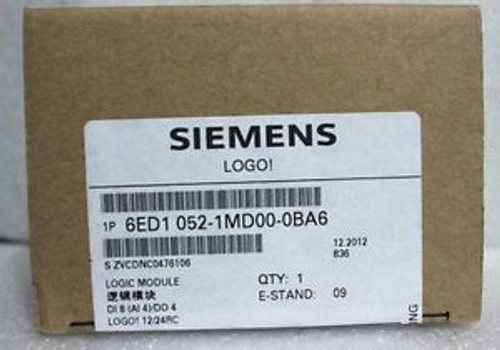 SIEMENS
LOGO!
1P 6ED1 052-1MD00-0BA6
S ZVCDNC0476106
12.2012
836
LOGIC MODULE
逻辑模块
DI 8 (AI 4)/DO 4
LOGO! 12/24RC
QTY: 1
E-STAND: 09
NG